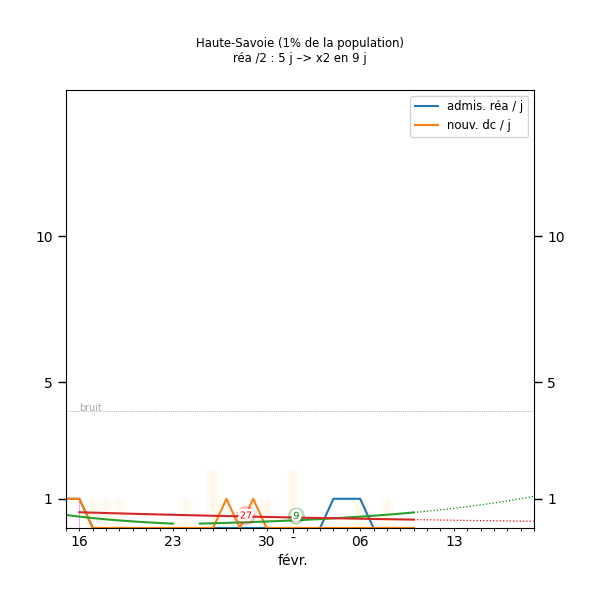 Haute-Savoie (1% de la population)
réa /2 : 5 j –> x2 en 9 j
admis. réa / j
nouv. dc / j
10
10
5
5
bruit
1
1
27
9
16
23
30
-
06
13
févr.